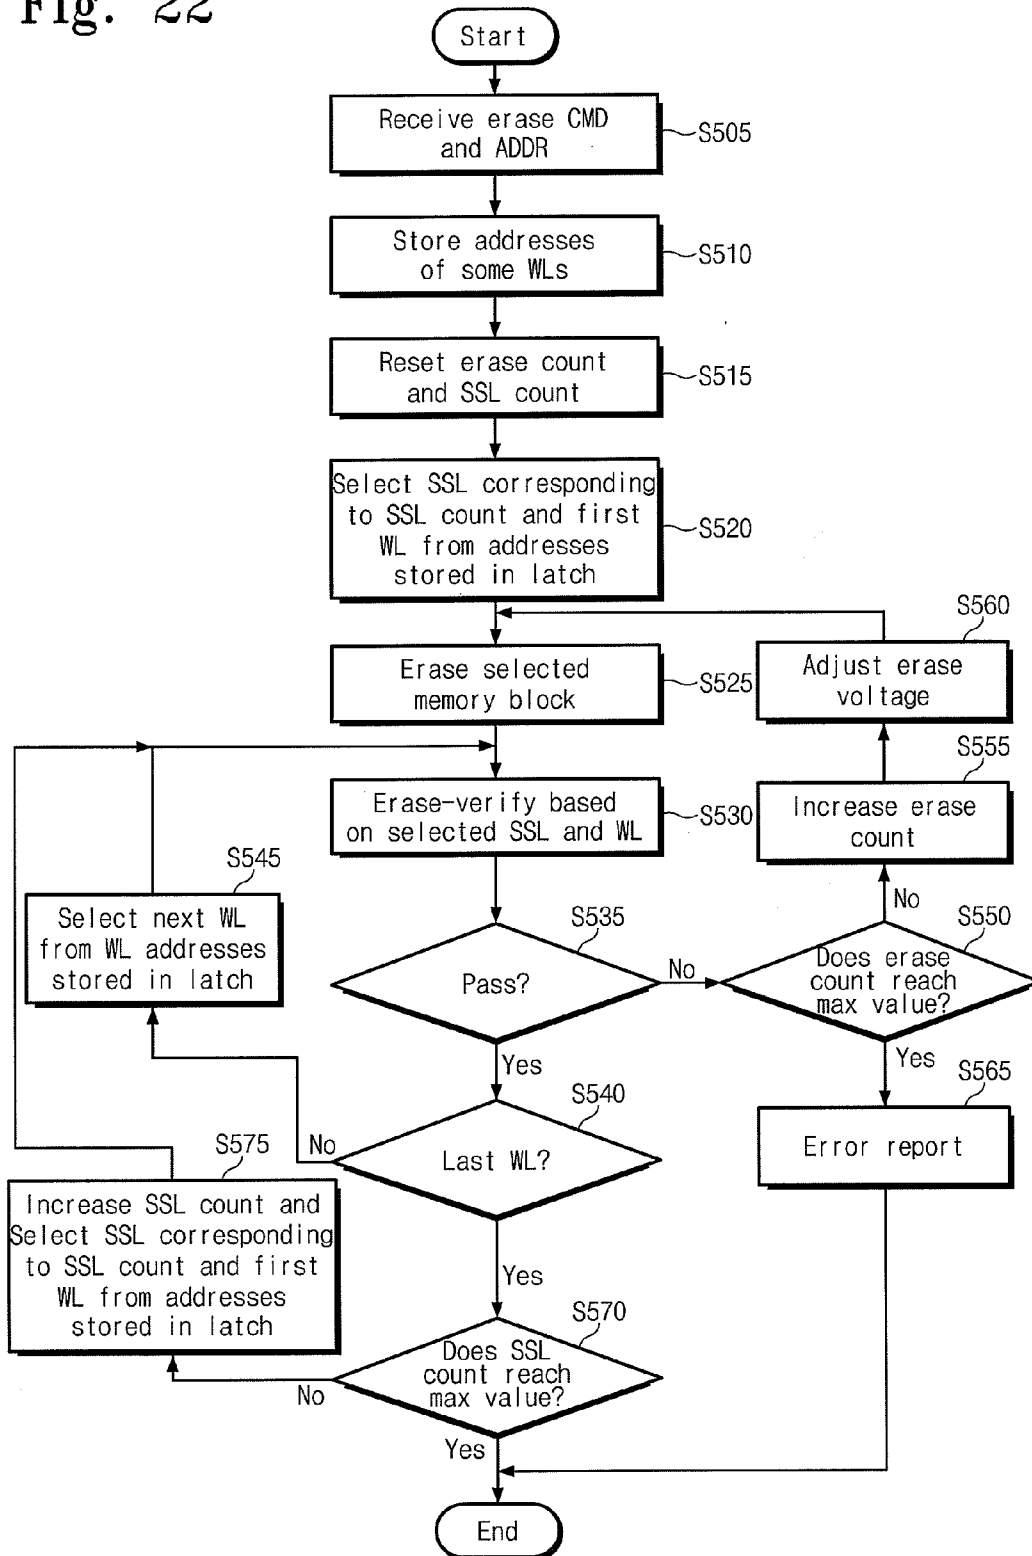 Fig. 22
Start
Receive erase CMD
and ADDR
S505
Store addresses
of some WLs
S510
Reset erase count
and SSL count
S515
Select SSL corresponding
to SSL count and first
WL from addresses
stored in latch
S520
S560
Adjust erase
voltage
Erase selected
memory block
S525
S555
Increase erase
count
Erase-verify based
on selected SSL and WL
S530
S545
Select next WL
from WL addresses
stored in latch
No
S535
Pass?
No
S550
Does erase
count reach
max value?
Yes
Yes
S540
Last WL?
No
S565
Error report
S575
Increase SSL count and
Select SSL corresponding
to SSL count and first
WL from addresses
stored in latch
Yes
S570
Does SSL
count reach
max value?
No
Yes
End